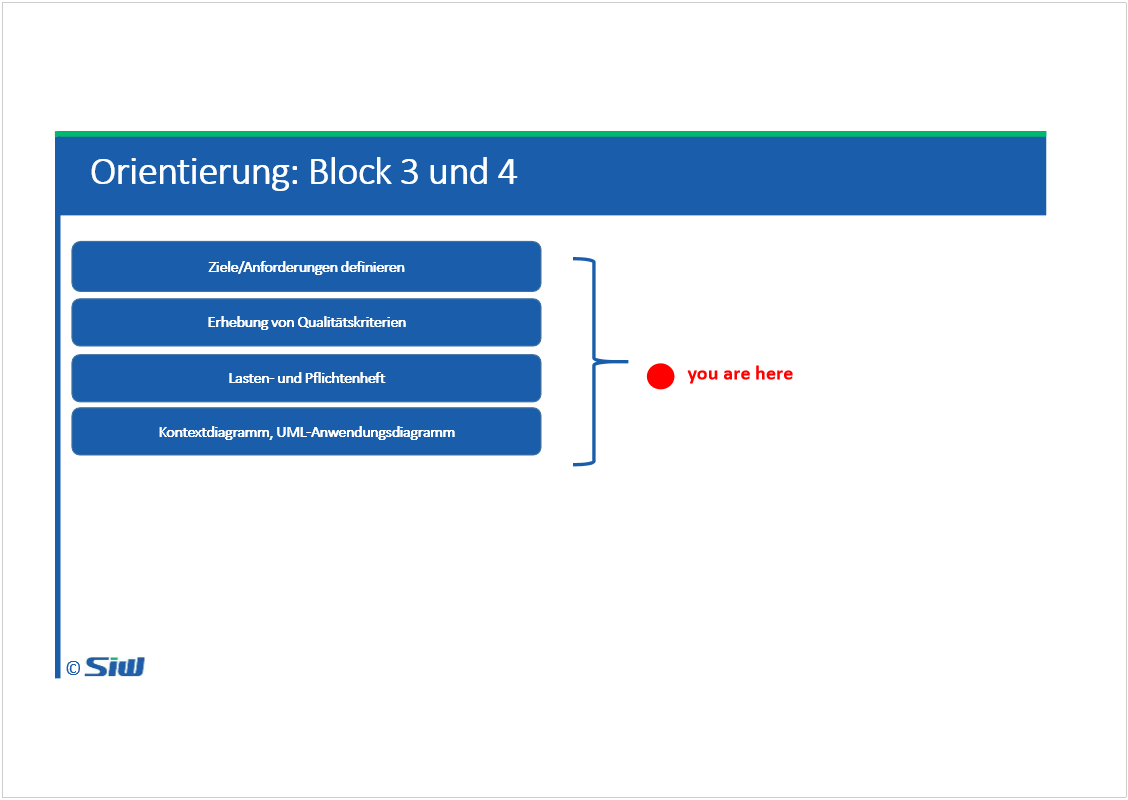 Orientierung: Block 3 und 4
Ziele/Anforderungen definieren
Erhebung von Qualitätskriterien
Lasten- und Pflichtenheft
Kontextdiagramm, UML-Anwendungsdiagramm
you are here
© SiW